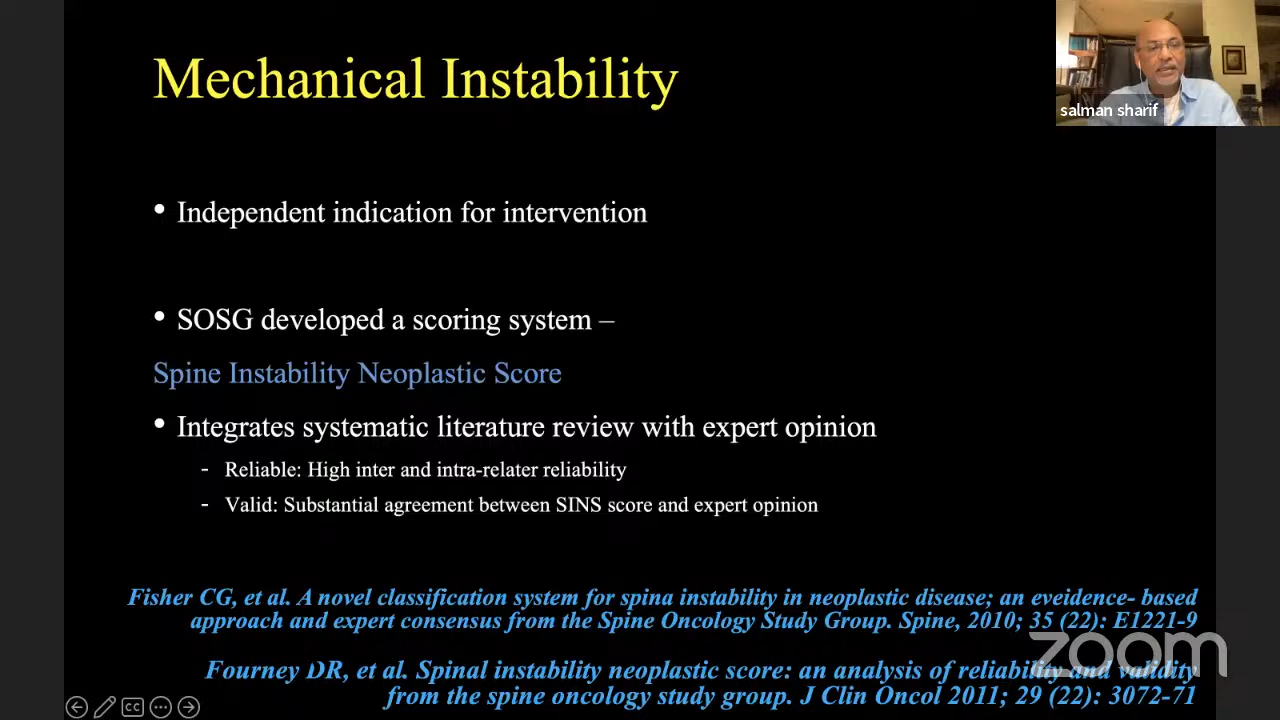 Mechanical Instability
salman sharif
• Independent indication for intervention
• SOSG developed a scoring system –
Spine Instability Neoplastic Score
• Integrates systematic literature review with expert opinion
- Reliable: High inter and intra-relater reliability
- Valid: Substantial agreement between SINS score and expert opinion
Fisher CG, et al. A novel classification system for spina instability in neoplastic disease; an eveidence- based
approach and expert consensus from the Spine Oncology Study Group. Spine, 2010; 35 (22): E1221-9
Fourney DR, et al. Spinal instability neoplastic score: an analysis of reliability and validity
from the spine oncology study group. J Clin Oncol 2011; 29 (22): 3072-71
zoom
CC